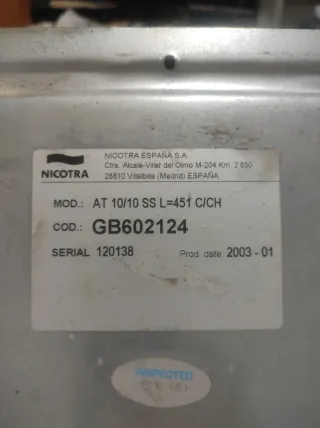 NICOTRA ESPAÑA S.A.
Ctra. Alcalá-Villar del Olmo M-204 Km. 2.830
28810 Villalbilla (Madrid) ESPAÑA
NICOTRA
MOD.: AT 10/10 SS L=451 C/CH
COD.: GB602124
SERIAL 120138 Prod. date: 2003 - 01
INSPECTED